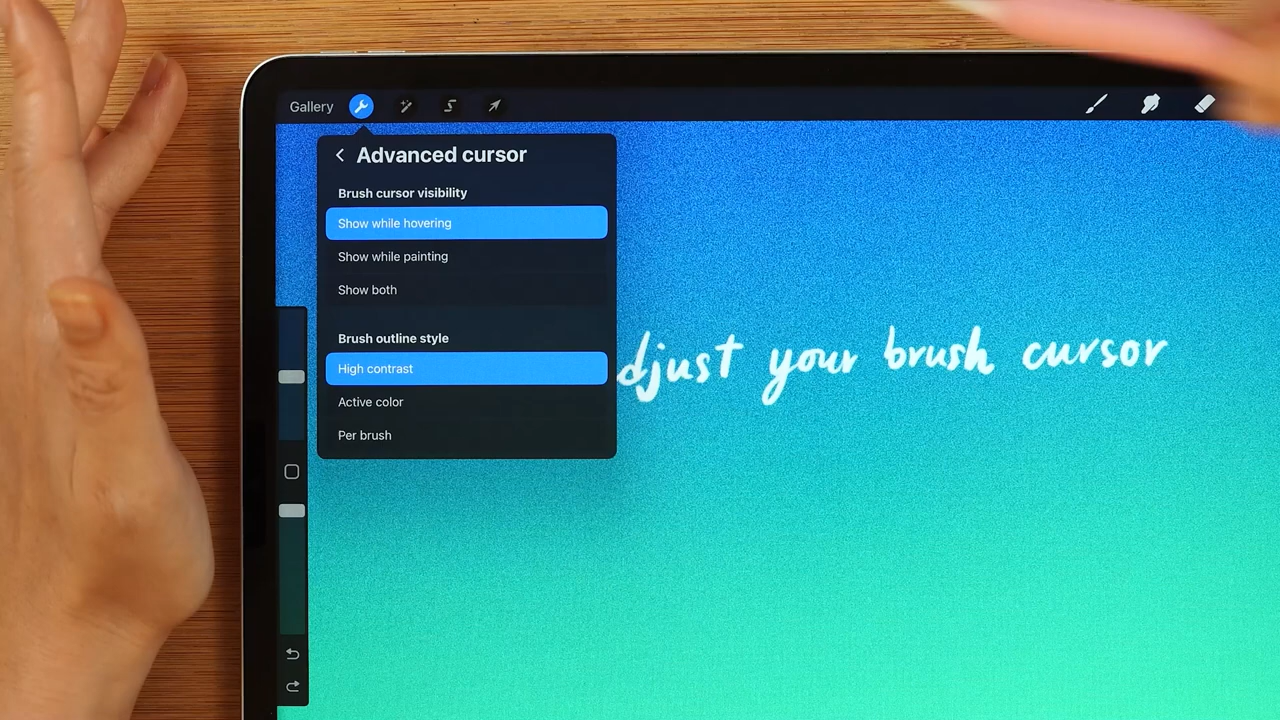 Gallery
Advanced cursor
Brush cursor visibility
Show while hovering
Show while painting
Show both
Brush outline style
High contrast
Active color
Per brush
djust your brush cursor